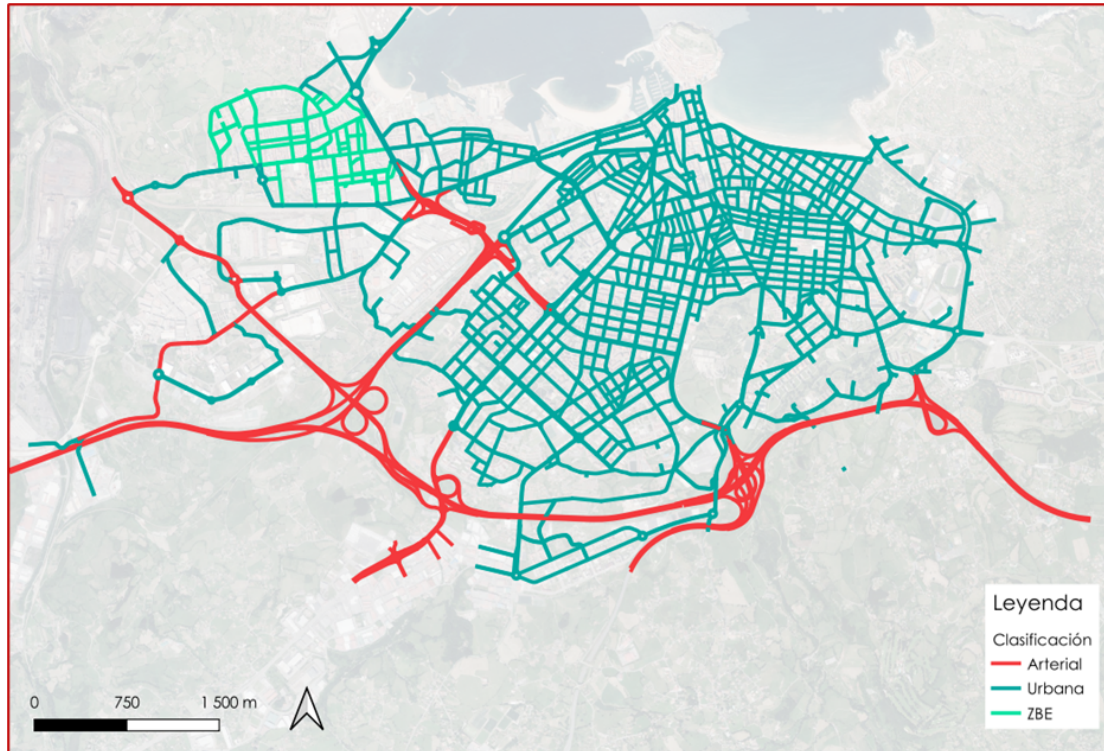 Leyenda
Clasificación
Arterial
Urbana
ZBE
0 750 1 500 m